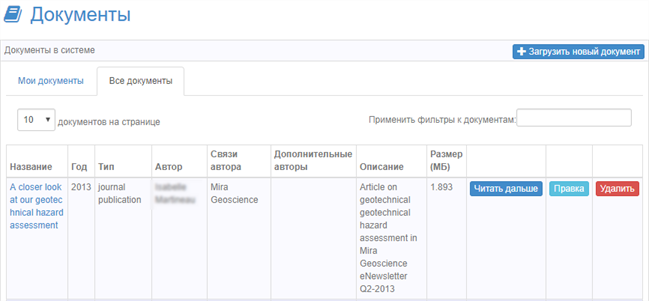 Документы
Документы в системе
Загрузить новый документ
Мои документы
Все документы
10
документов на странице
Применить фильтры к документам:
Название
Год
Тип
Автор
Связи
автора
Дополнительные
авторы
Описание
Размер
(МБ)
A closer look
at our geotec
hnical hazard
assessment
2013
journal
publication
Mira
Geoscience
Article on
geotechnical
geotechnical
hazard
assessment in
Mira
Geoscience
eNewsletter
Q2-2013
1.893
Читать дальше
Правка
Удалить